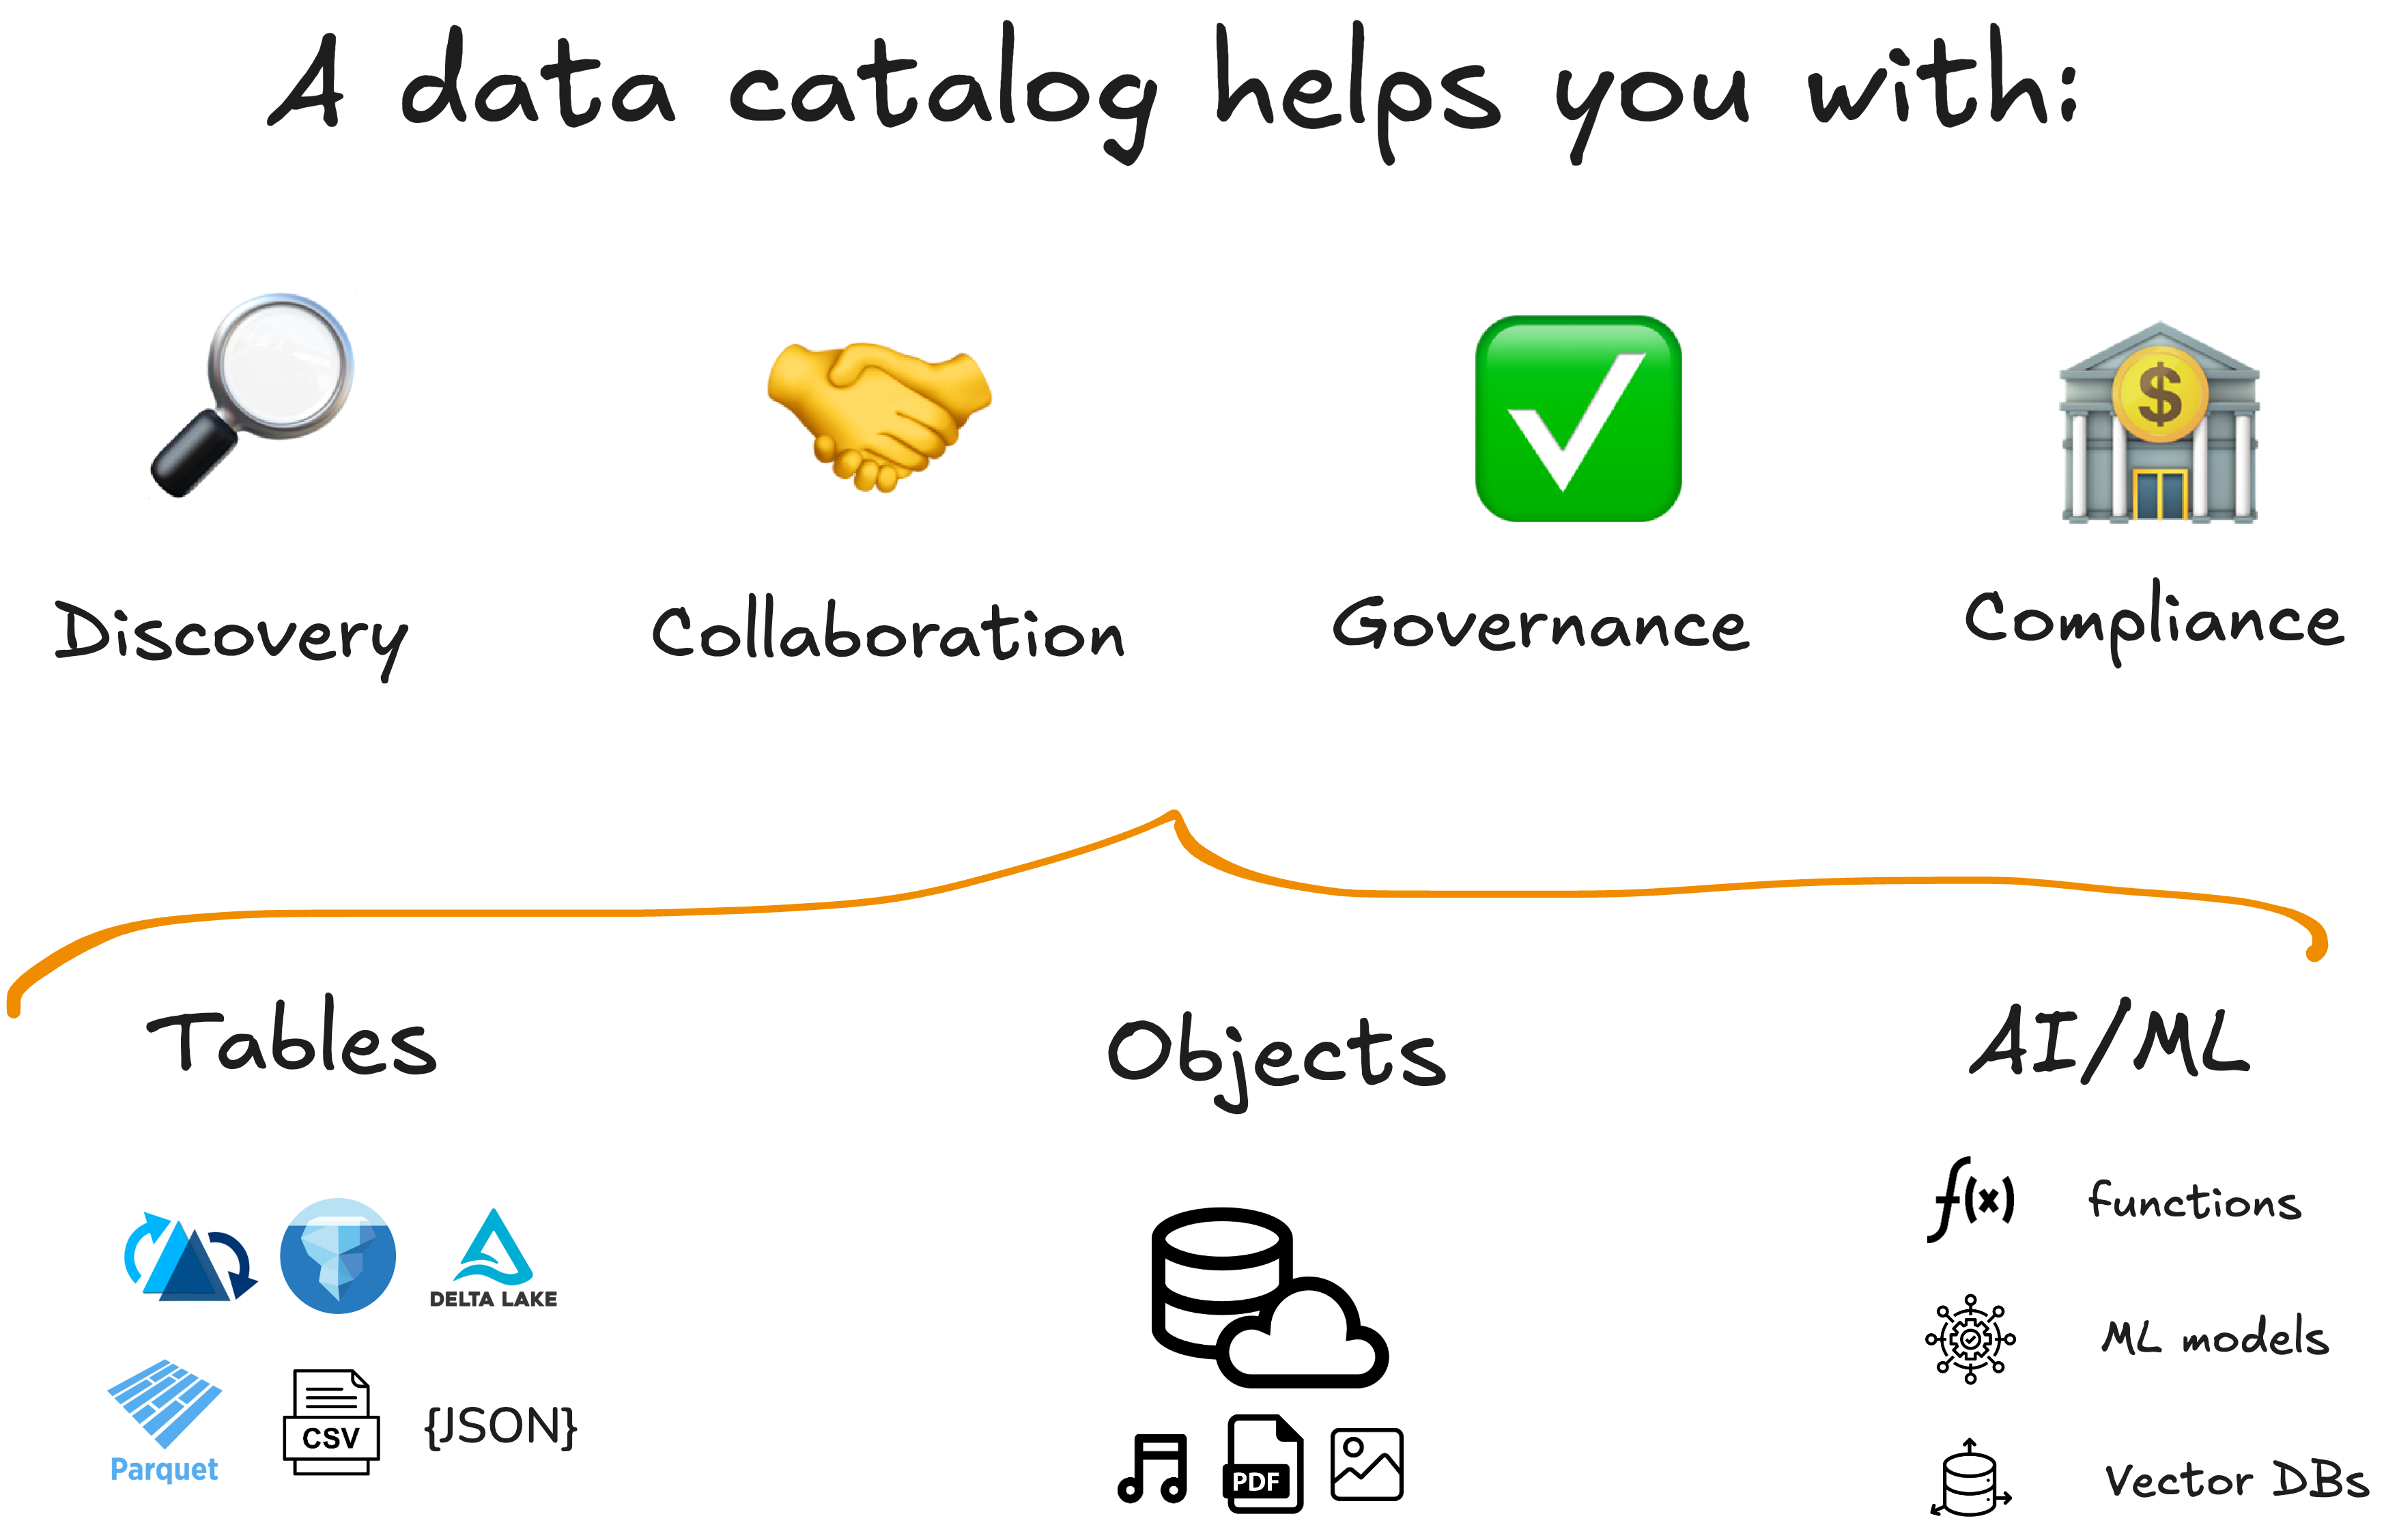 A data catalog helps you with:
Discovery
Collaboration
Governance
Compliance
Tables
Objects
AI/ML
DELTA LAKE
Parquet
CSV
{JSON}
PDF
f(x)
functions
ML models
Vector DBs